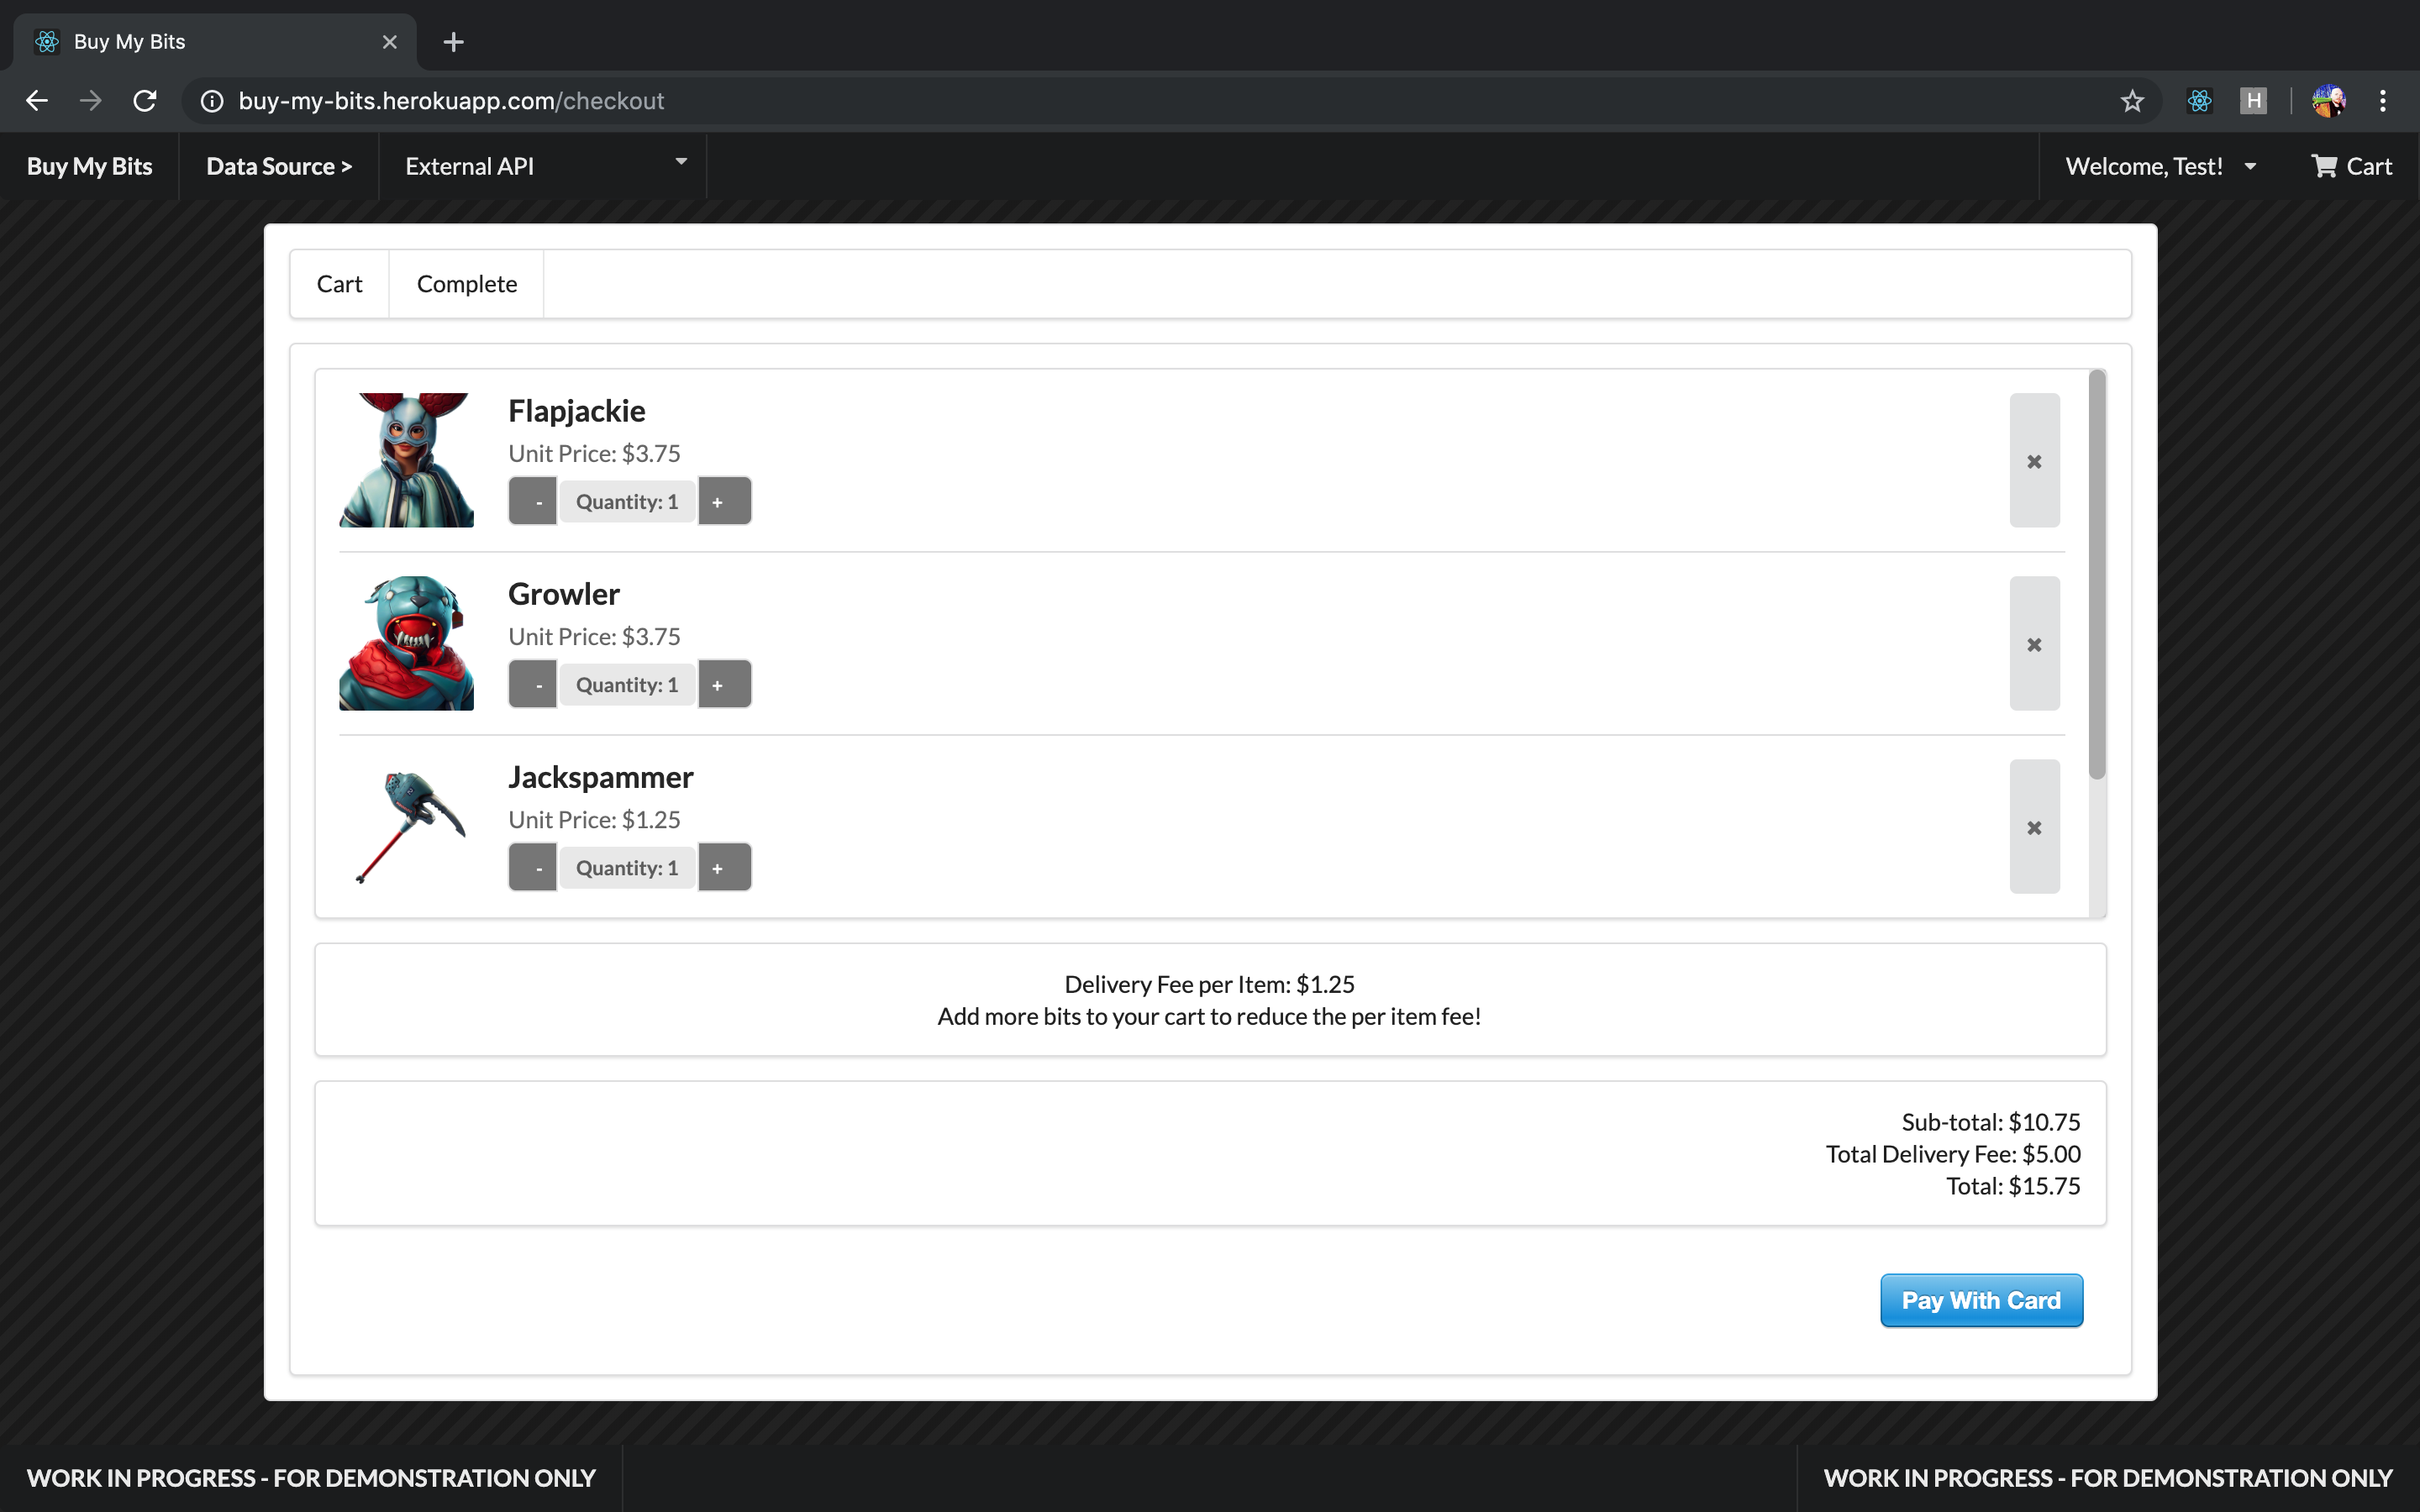 Buy My Bits
buy-my-bits.herokuapp.com/checkout
H
Buy My Bits Data Source > External API Welcome, Test! Cart
Cart Complete
Flapjackie
Unit Price: $3.75
- Quantity: 1 +
Growler
Unit Price: $3.75
- Quantity: 1 +
Jackspammer
Unit Price: $1.25
- Quantity: 1 +
Delivery Fee per Item: $1.25
Add more bits to your cart to reduce the per item fee!
Sub-total: $10.75
Total Delivery Fee: $5.00
Total: $15.75
Pay With Card
WORK IN PROGRESS - FOR DEMONSTRATION ONLY WORK IN PROGRESS - FOR DEMONSTRATION ONLY